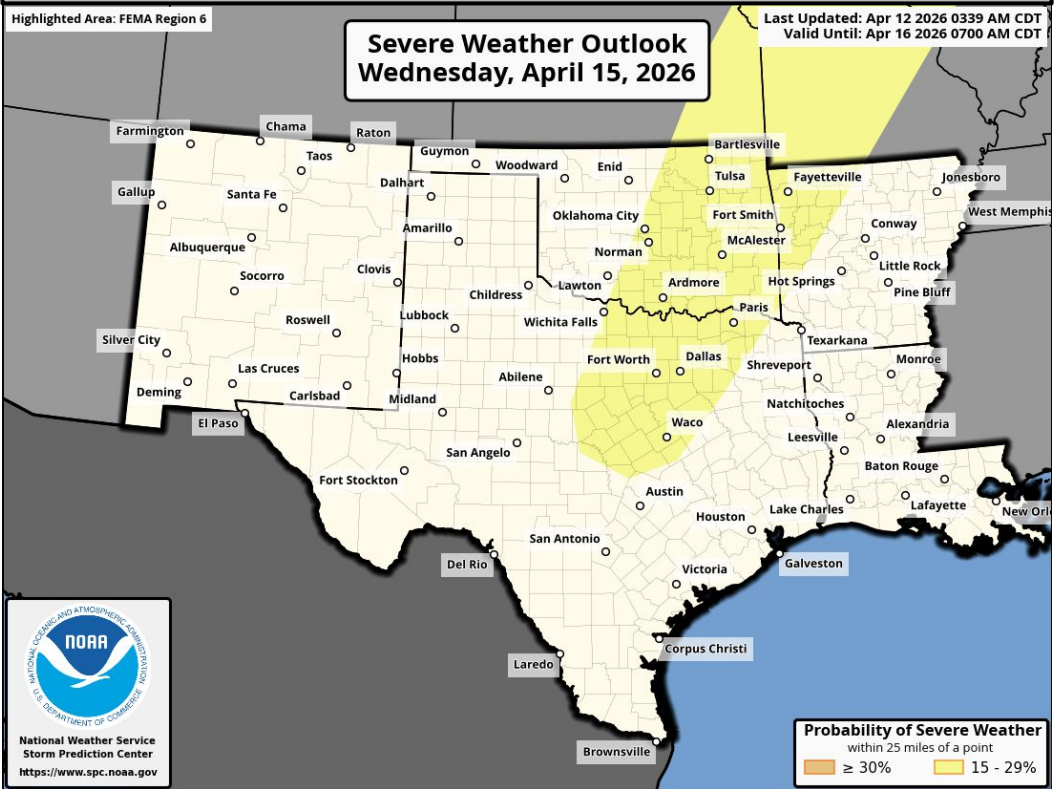 Highlighted Area: FEMA Region 6
Severe Weather Outlook
Wednesday, April 15, 2026
Last Updated: Apr 12 2026 0339 AM CDT
Valid Until: Apr 16 2026 0700 AM CDT
Farmington
Chama
Raton
Taos
Guymon
Woodward
Enid
Bartlesville
Tulsa
Fayetteville
Jonesboro
Gallup
Santa Fe
Dalhart
Oklahoma City
Fort Smith
West Memphis
Albuquerque
Amarillo
Norman
McAlester
Conway
Socorro
Clovis
Childress
Lawton
Ardmore
Hot Springs
Little Rock
Pine Bluff
Roswell
Lubbock
Wichita Falls
Paris
Texarkana
Silver City
Las Cruces
Hobbs
Fort Worth
Dallas
Shreveport
Monroe
Deming
Carlsbad
Midland
Abilene
Natchitoches
El Paso
San Angelo
Waco
Leesville
Alexandria
Fort Stockton
Austin
Baton Rouge
Houston
Lake Charles
Lafayette
New Orl
San Antonio
Del Rio
Victoria
Galveston
Laredo
Corpus Christi
Brownsville
NATIONAL OCEANIC AND ATMOSPHERIC ADMINISTRATION
NOAA
U.S. DEPARTMENT OF COMMERCE
National Weather Service
Storm Prediction Center
https://www.spc.noaa.gov
Probability of Severe Weather
within 25 miles of a point
≥ 30%
15 - 29%